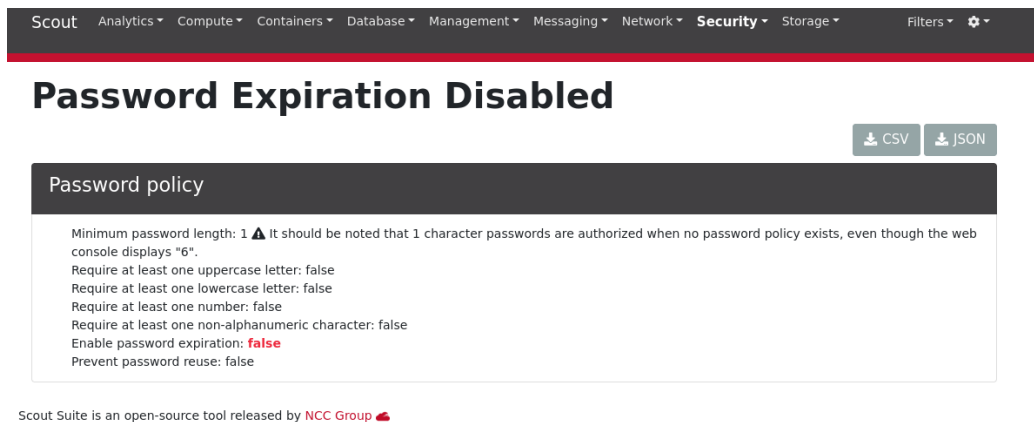 Scout Analytics Compute Containers Database Management Messaging Network Security Storage Filters
Password Expiration Disabled
CSV JSON
Password policy
Minimum password length: 1 It should be noted that 1 character passwords are authorized when no password policy exists, even though the web
console displays "6".
Require at least one uppercase letter: false
Require at least one lowercase letter: false
Require at least one number: false
Require at least one non-alphanumeric character: false
Enable password expiration: false
Prevent password reuse: false
Scout Suite is an open-source tool released by NCC Group